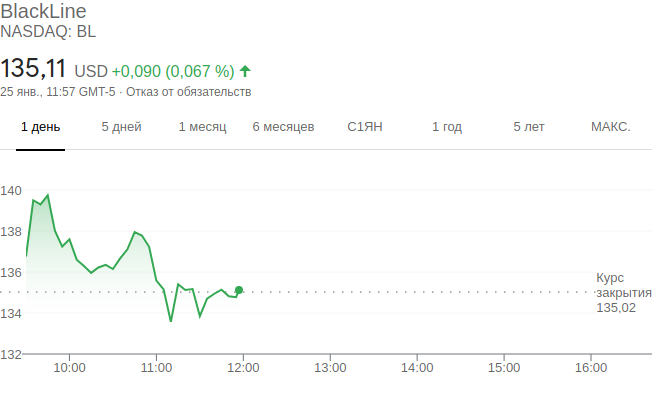 BlackLine
NASDAQ: BL
135,11 USD +0,090 (0,067 %)
25 янв., 11:57 GMT-5 · Отказ от обязательств
1 день 5 дней 1 месяц 6 месяцев С1ЯН 1 год 5 лет МАКС.
140
138
136
134
132
Курс
закрытия
135,02
10:00 11:00 12:00 13:00 14:00 15:00 16:00